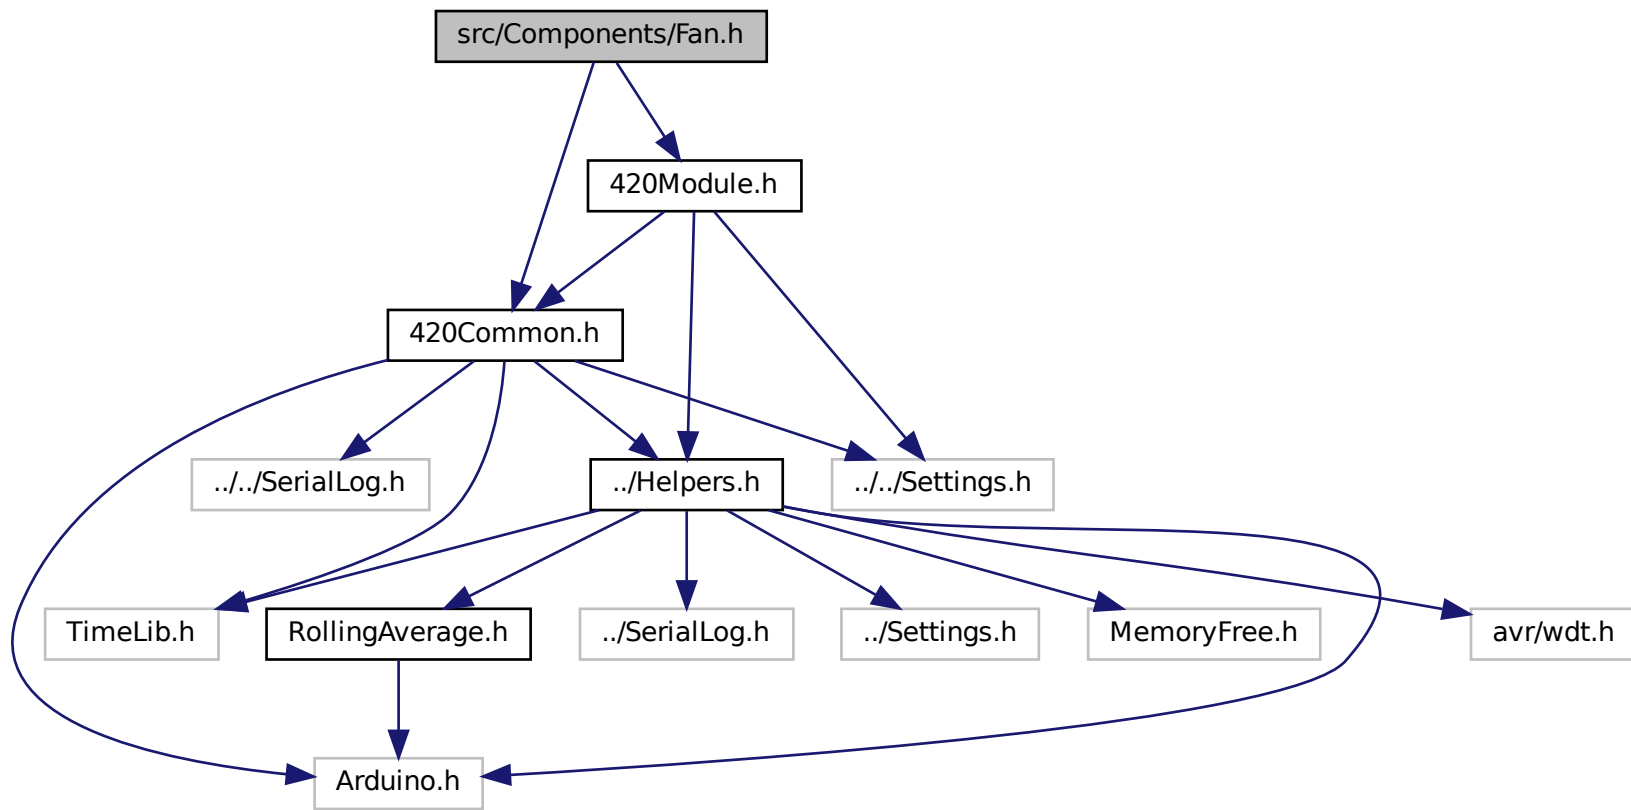 src/Components/Fan.h
420Module.h
420Common.h
../../SerialLog.h
../Helpers.h
../../Settings.h
TimeLib.h
RollingAverage.h
../SerialLog.h
../Settings.h
MemoryFree.h
avr/wdt.h
Arduino.h